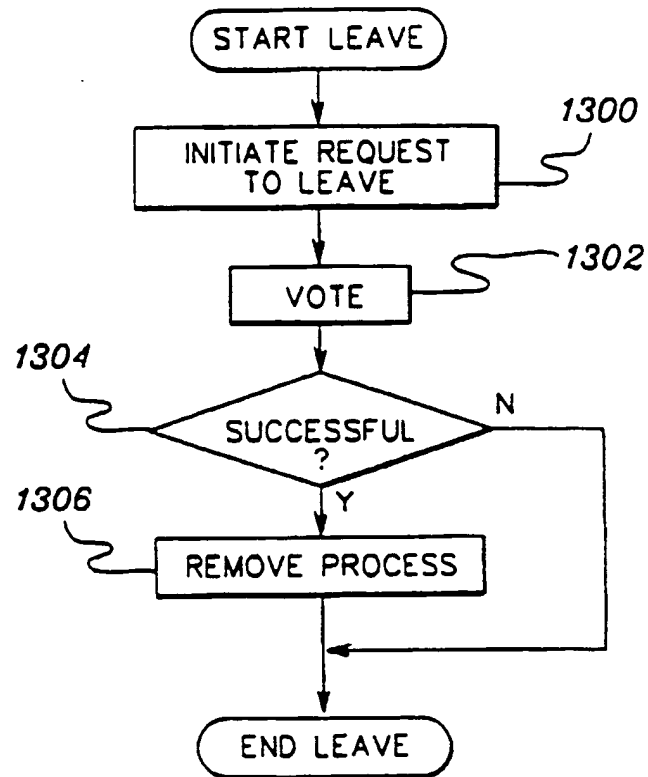 START LEAVE
1300
INITIATE REQUEST
TO LEAVE
1302
VOTE
1304
N
SUCCESSFUL
?
Y
1306
REMOVE PROCESS
END LEAVE